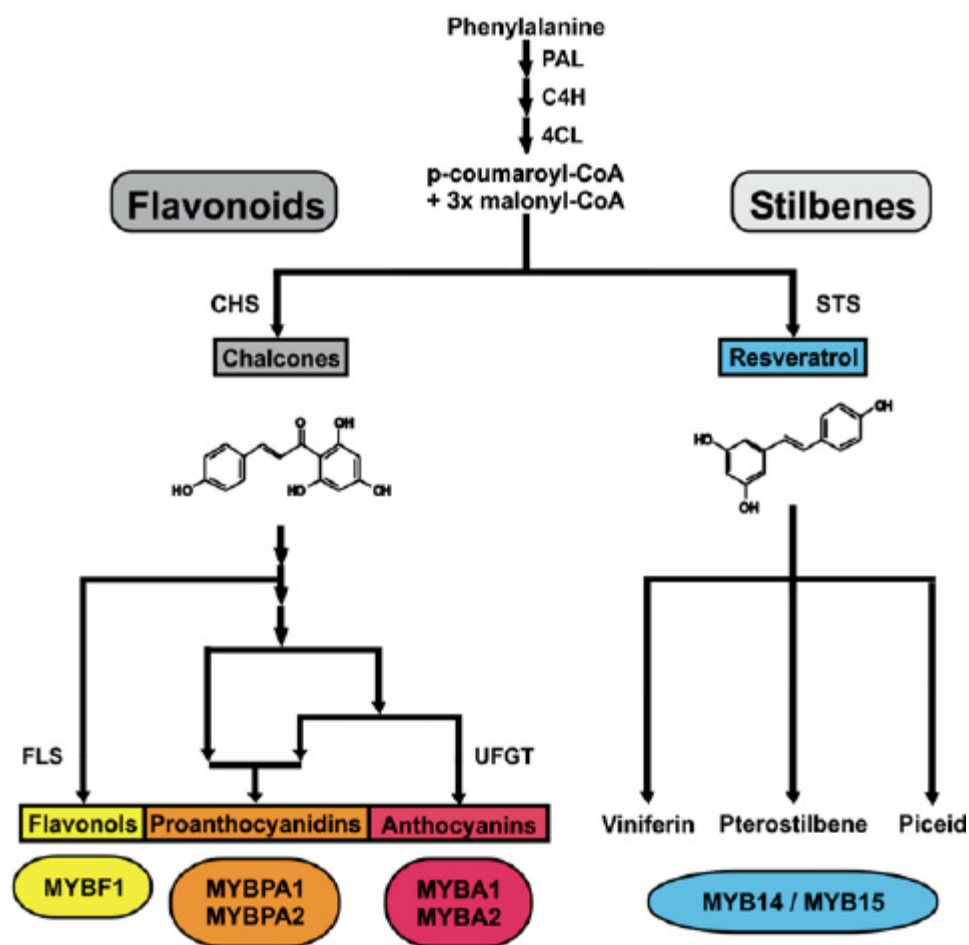 Phenylalanine
PAL
C4H
4CL
p-coumaroyl-CoA
+ 3x malonyl-CoA
Flavonoids
Stilbenes
CHS
STS
Chalcones
Resveratrol
O
OH
HO
HO
OH
OH
HO
OH
FLS
UFGT
Flavonols
Proanthocyanidins
Anthocyanins
Viniferin
Pterostilbene
Piceid
MYBF1
MYBPA1
MYBPA2
MYBA1
MYBA2
MYB14 / MYB15